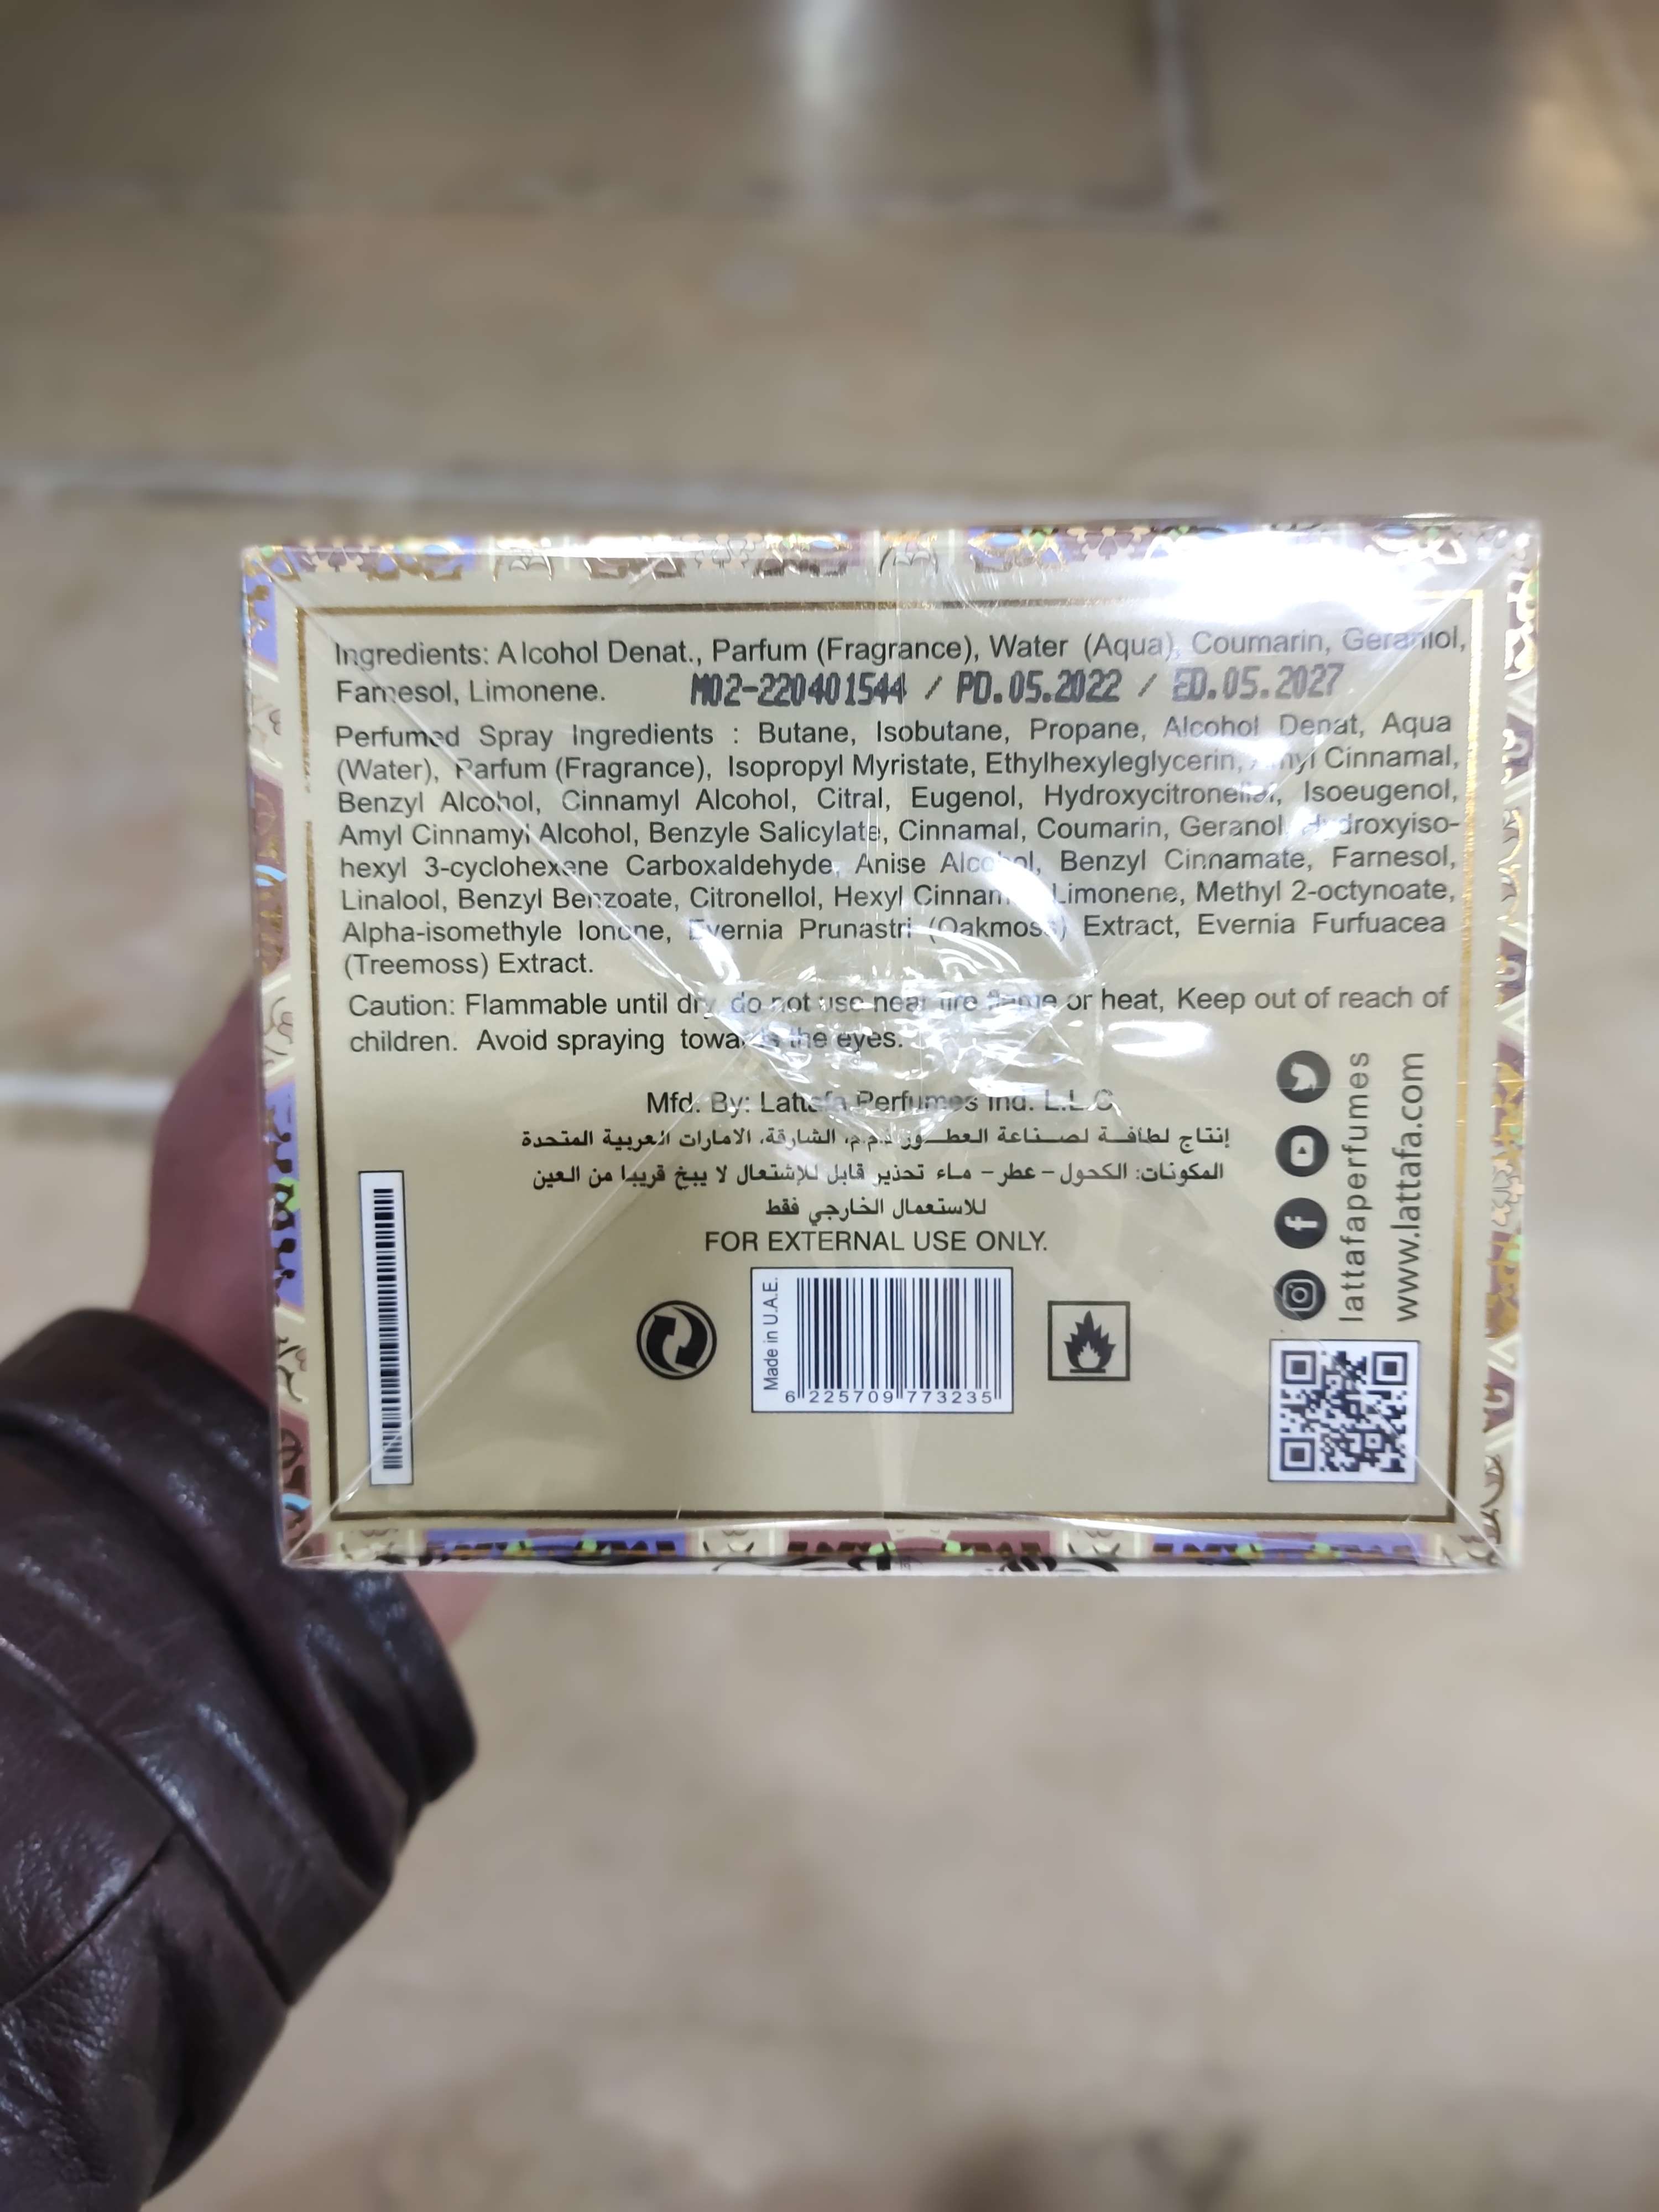 Ingredients: Alcohol Denat., Parfum (Fragrance), Water (Aqua), Coumarin, Geraniol,
Farnesol, Limonene. M02-220401544 / PD.05.2022 / ED.05.2027
Perfumed Spray Ingredients : Butane, Isobutane, Propane, Alcohol Denat, Aqua
(Water), Parfum (Fragrance), Isopropyl Myristate, Ethylhexyleglycerin, Cinnamal,
Benzyl Alcohol, Cinnamyl Alcohol, Citral, Eugenol, Hydroxycitronellal, Isoeugenol,
Amyl Cinnamyl Alcohol, Benzyle Salicylate, Cinnamal, Coumarin, Geranol, Hydroxyiso-
hexyl 3-cyclohexene Carboxaldehyde, Anise Alcohol, Benzyl Cinnamate, Farnesol,
Linalool, Benzyl Benzoate, Citronellol, Hexyl Limonene, Methyl 2-octynoate,
Alpha-isomethyle Ionone, Evernia Prunastri (Oakmoss) Extract, Evernia Furfuacea
(Treemoss) Extract.
Caution: Flammable until dry, do not use near fire flame or heat, Keep out of reach of
children. Avoid spraying towards the eyes.
Mfd. By: Lattafa Perfumes Ind. L.L.C
إنتاج لطافـــة لصـــناعة العطـــور ذ.م.م، الشارقة، الامارات العربية المتحدة
المكونات: الكحول – عطر – مـاء تحذير قابل للإشتعال لا يبخ قريبا من العين
للاستعمال الخارجي فقط
FOR EXTERNAL USE ONLY.
Made in U.A.E.
6 225709 773235
lattafaperfumes
www.lattafa.com